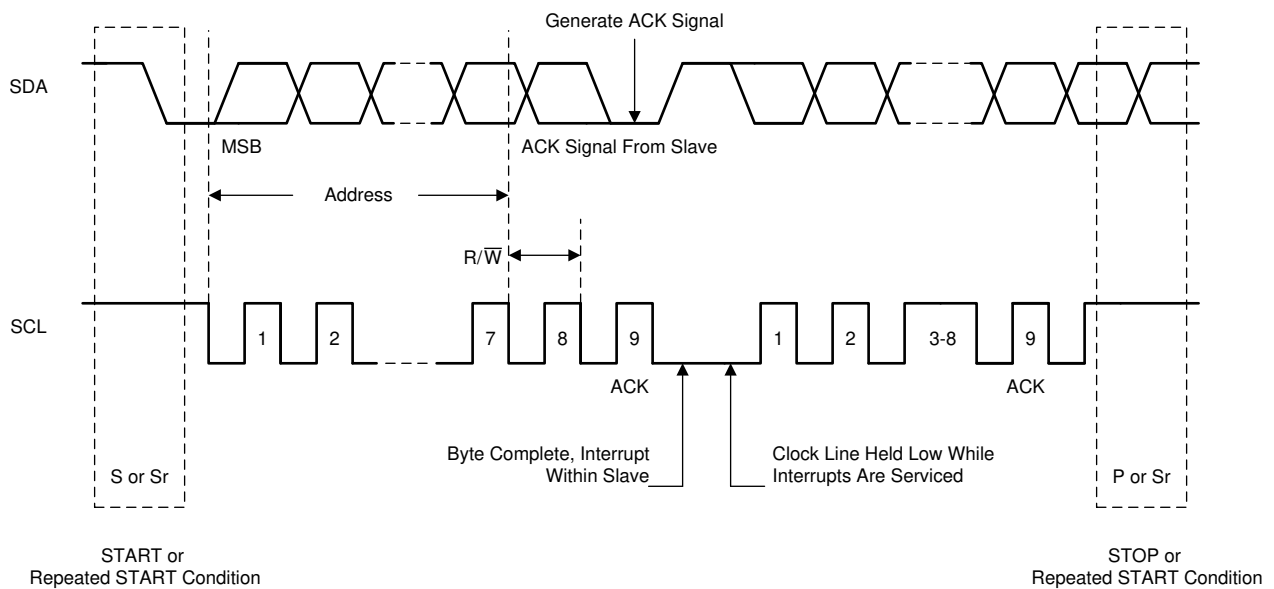 Generate ACK Signal
SDA
MSB
ACK Signal From Slave
Address
R/W̅
SCL
1
2
7
8
9
1
2
3-8
9
ACK
ACK
Byte Complete, Interrupt
Within Slave
Clock Line Held Low While
Interrupts Are Serviced
S or Sr
P or Sr
START or
Repeated START Condition
STOP or
Repeated START Condition